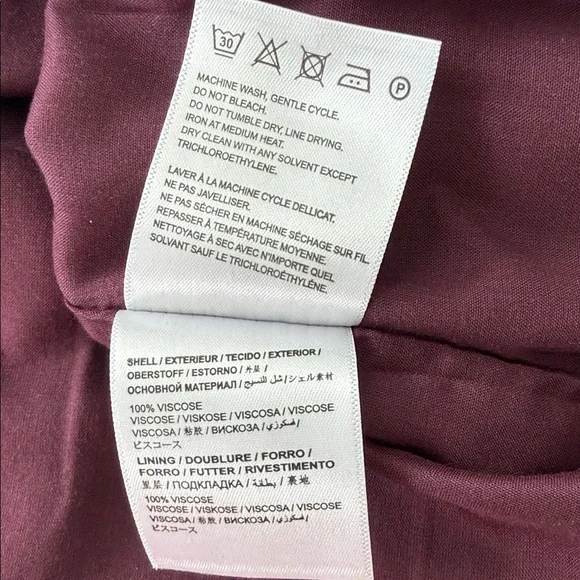 30
P
MACHINE WASH, GENTLE CYCLE.
DO NOT BLEACH.
DO NOT TUMBLE DRY, LINE DRYING.
IRON AT MEDIUM HEAT.
DRY CLEAN WITH ANY SOLVENT EXCEPT
TRICHLOROETHYLENE.
LAVER À LA MACHINE CYCLE DELLICAT.
NE PAS JAVELLISER.
NE PAS SÉCHER EN MACHINE SÉCHAGE SUR FIL.
REPASSER À TEMPÉRATURE MOYENNE.
NETTOYAGE À SEC AVEC N'IMPORTE QUEL
SOLVANT SAUF LE TRICHLOROÉTHYLÉNE.
SHELL / EXTERIEUR / TECIDO / EXTERIOR /
OBERSTOFF / ESTORNO / 外层 /
ОСНОВНОЙ МАТЕРИАЛ / شل النسيج / シェル素材
100% VISCOSE
VISCOSE / VISKOSE / VISCOSA / VISCOSE /
VISCOSA / 粘胶 / ВИСКОЗА / فسكوزي /
ビスコース
LINING / DOUBLURE / FORRO /
FORRO / FUTTER / RIVESTIMENTO
里层 / ПОДКЛАДКА / بطانة / 裏地
100% VISCOSE
VISCOSE / VISKOSE / VISCOSA / VISCOSE /
VISCOSA / 粘胶 / ВИСКОЗА / فسكوزي /
ビスコース